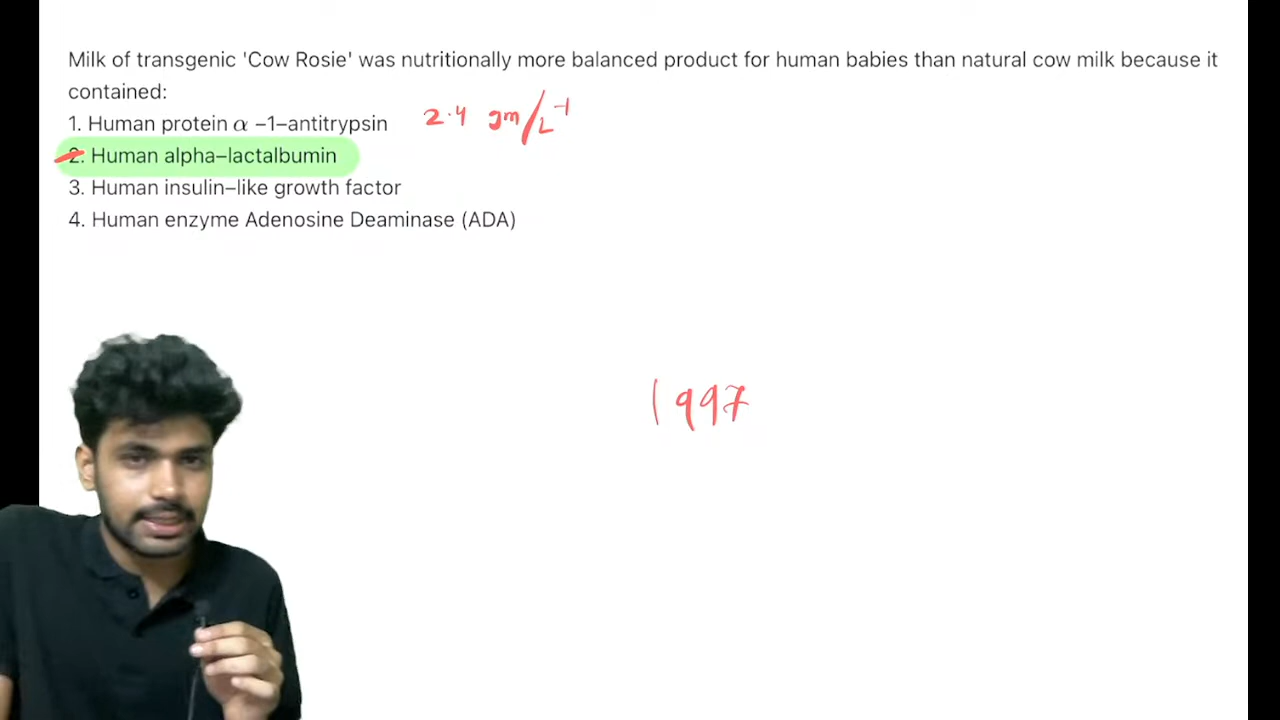 Milk of transgenic 'Cow Rosie' was nutritionally more balanced product for human babies than natural cow milk because it
contained:
1. Human protein α –1–antitrypsin 2.4 gm/L⁻¹
2. Human alpha–lactalbumin
3. Human insulin–like growth factor
4. Human enzyme Adenosine Deaminase (ADA)
1997